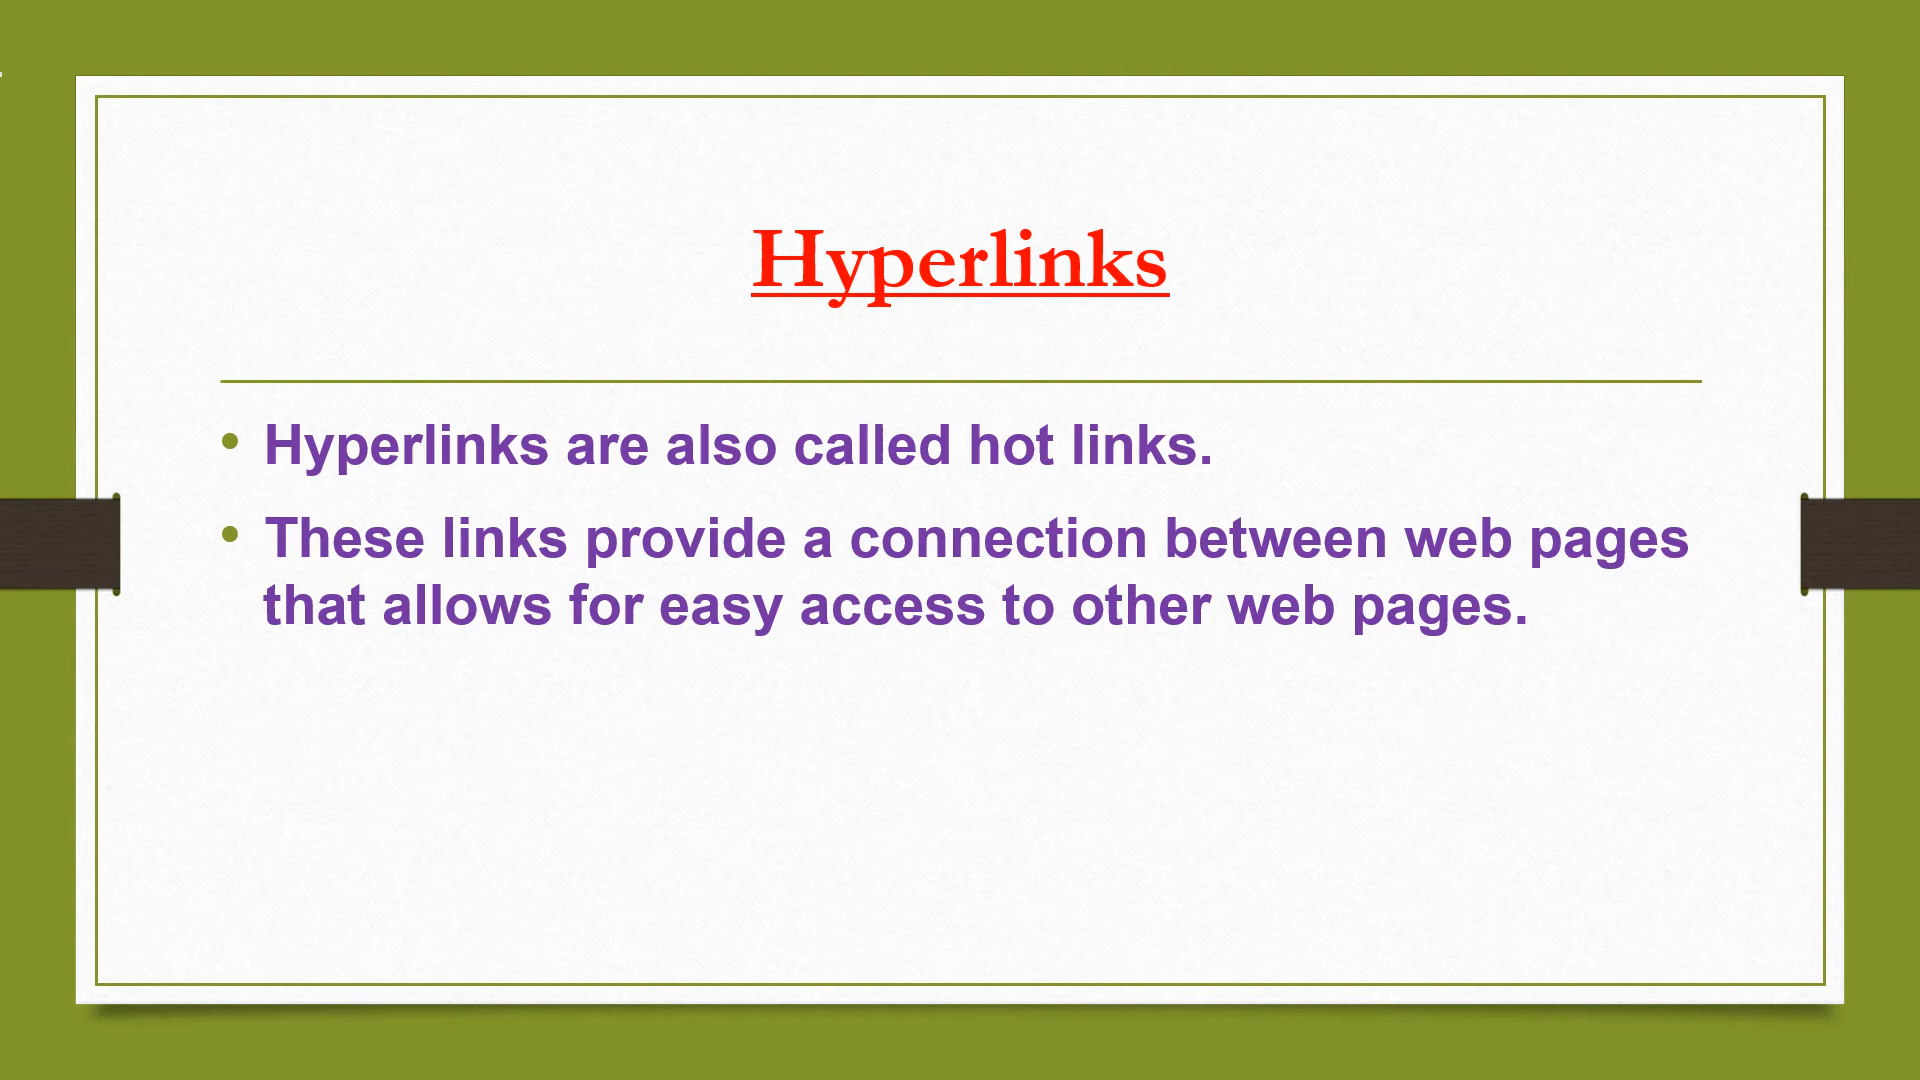 Hyperlinks
• Hyperlinks are also called hot links.
• These links provide a connection between web pages
that allows for easy access to other web pages.